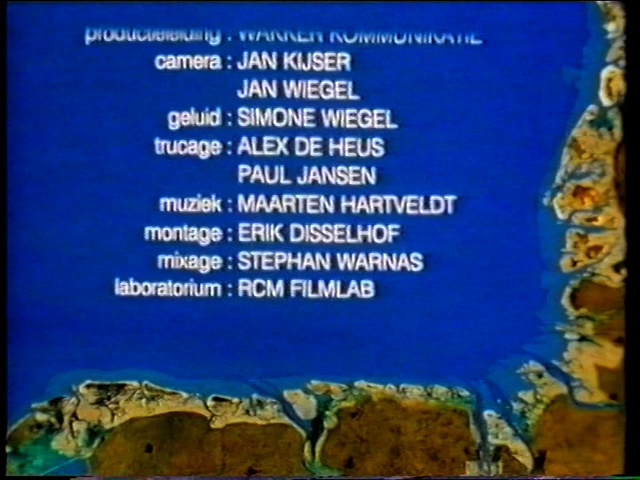 productieleiding : WAKKER KOMMUNIKATIE
camera : JAN KIJSER
JAN WIEGEL
geluid : SIMONE WIEGEL
trucage : ALEX DE HEUS
PAUL JANSEN
muziek : MAARTEN HARTVELDT
montage : ERIK DISSELHOF
mixage : STEPHAN WARNAS
laboratorium : RCM FILMLAB